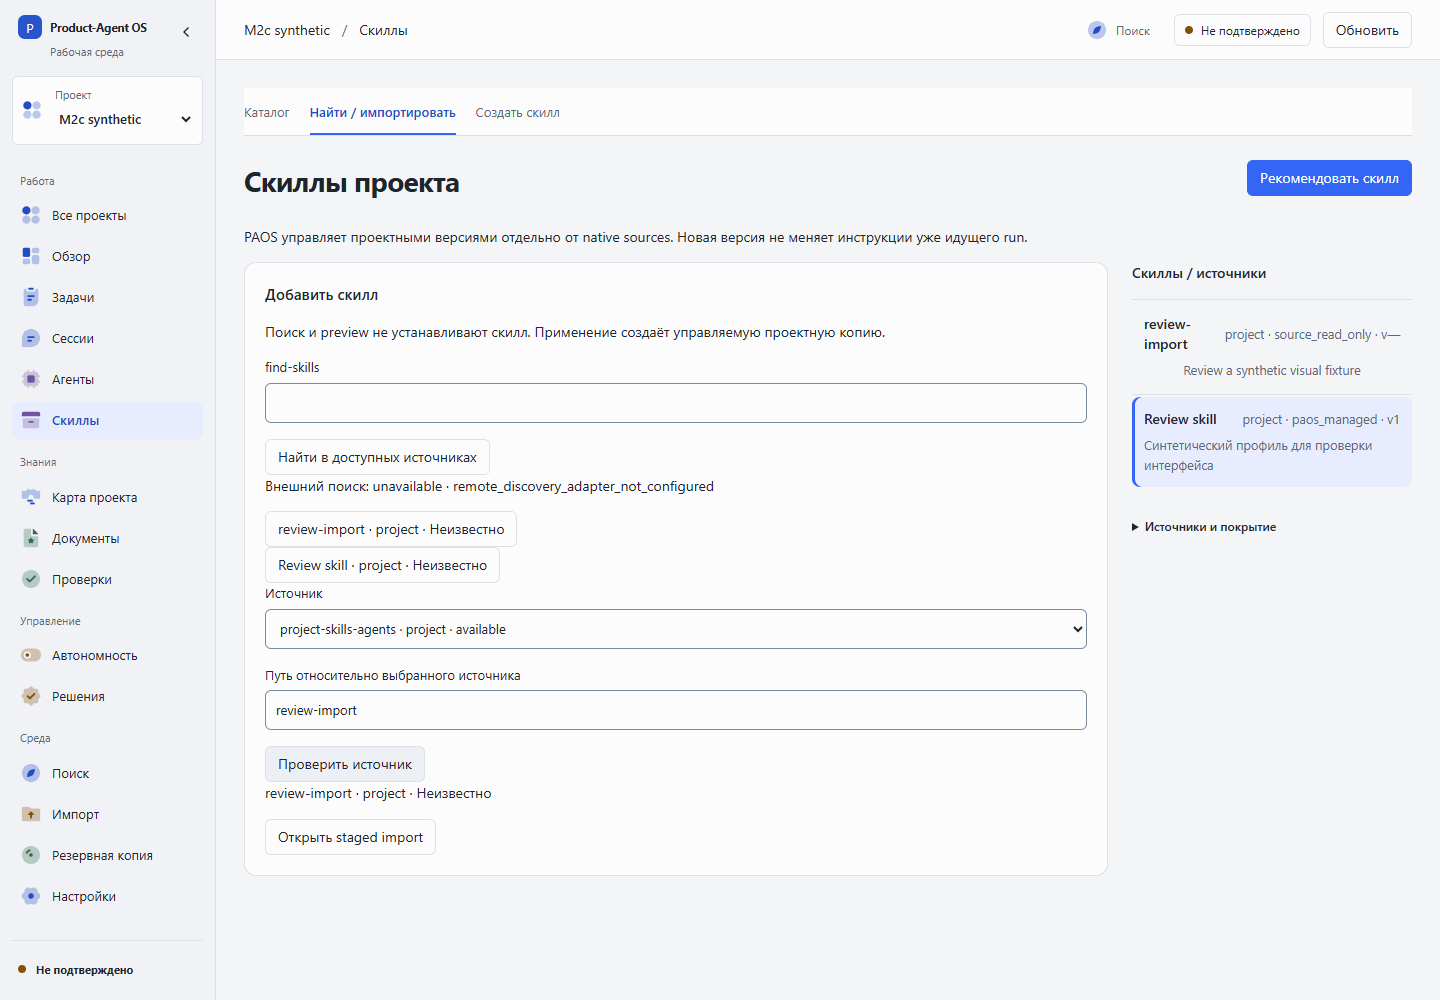 P
Product-Agent OS
Рабочая среда
Проект
M2c synthetic
Работа
Все проекты
Обзор
Задачи
Сессии
Агенты
Скиллы
Знания
Карта проекта
Документы
Проверки
Управление
Автономность
Решения
Среда
Поиск
Импорт
Резервная копия
Настройки
Не подтверждено
M2c synthetic / Скиллы
Поиск
Не подтверждено
Обновить
Каталог
Найти / импортировать
Создать скилл
Скиллы проекта
Рекомендовать скилл
PAOS управляет проектными версиями отдельно от native sources. Новая версия не меняет инструкции уже идущего run.
Добавить скилл
Поиск и preview не устанавливают скилл. Применение создаёт управляемую проектную копию.
find-skills
Найти в доступных источниках
Внешний поиск: unavailable · remote_discovery_adapter_not_configured
review-import · project · Неизвестно
Review skill · project · Неизвестно
Источник
project-skills-agents · project · available
Путь относительно выбранного источника
review-import
Проверить источник
review-import · project · Неизвестно
Открыть staged import
Скиллы / источники
review-
import
project · source_read_only · v—
Review a synthetic visual fixture
Review skill
project · paos_managed · v1
Синтетический профиль для проверки
интерфейса
Источники и покрытие